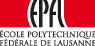 EPFL
ÉCOLE POLYTECHNIQUE
FÉDÉRALE DE LAUSANNE